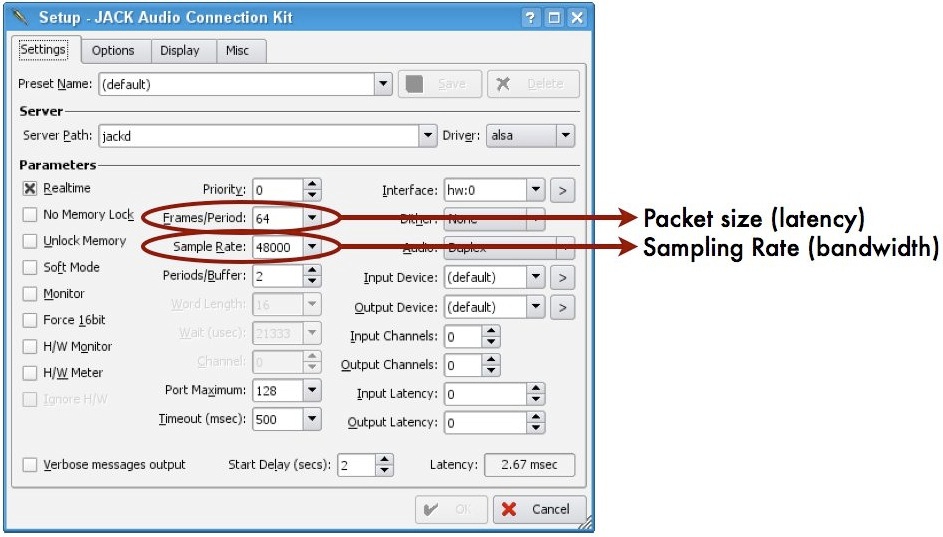 Setup - JACK Audio Connection Kit
Settings Options Display Misc
Preset Name: (default) Save Delete
Server
Server Path: jackd Driver: alsa
Parameters
Realtime Priority: 0 Interface: hw:0 >
No Memory Lock Frames/Period: 64 Dither: None Packet size (latency)
Unlock Memory Sample Rate: 48000 Audio: Duplex Sampling Rate (bandwidth)
Soft Mode Periods/Buffer: 2 Input Device: (default) >
Monitor Word Length: 16 Output Device: (default) >
Force 16bit Wait (usec): 21333 Input Channels: 0
H/W Monitor Channel: 0 Output Channels: 0
H/W Meter Port Maximum: 128 Input Latency: 0
Ignore H/W Timeout (msec): 500 Output Latency: 0
Verbose messages output Start Delay (secs): 2 Latency: 2.67 msec
OK Cancel